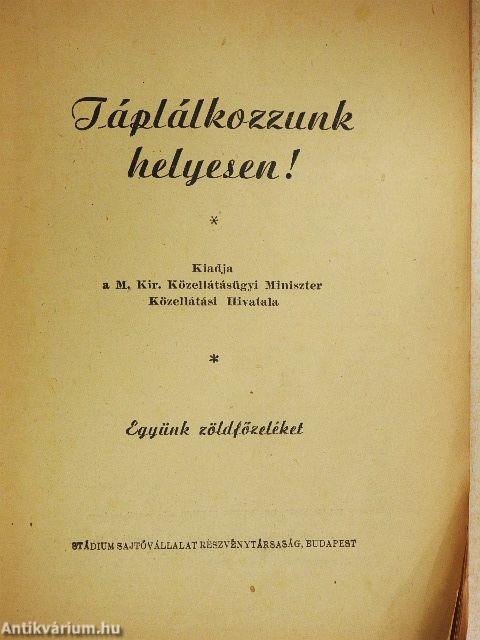 Táplálkozzunk
helyesen!
*
Kiadja
a M. Kir. Közellátásügyi Miniszter
Közellátási Hivatala
*
Együnk zöldfőzeléket
STÁDIUM SAJTÓVÁLLALAT RÉSZVÉNYTÁRSASÁG, BUDAPEST
Antikvárium.hu